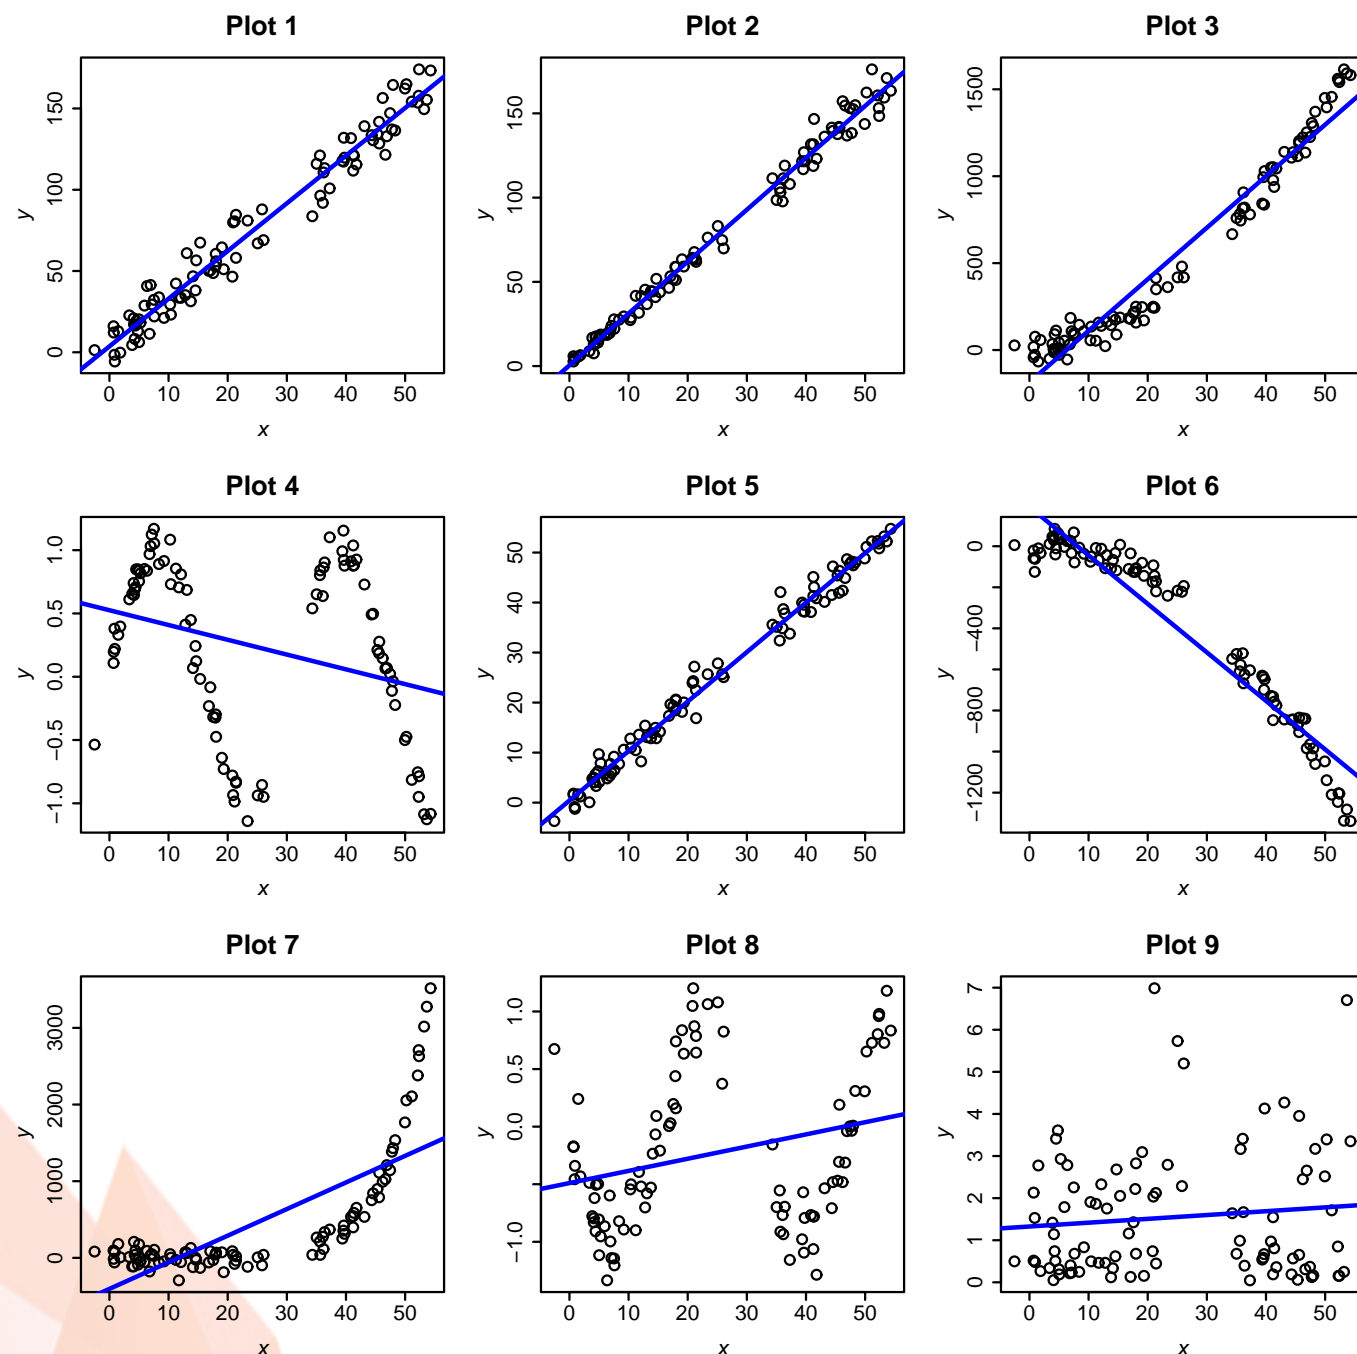 Plot 1 Plot 2 Plot 3
y 0 50 100 150
y 0 50 100 150
y 0 500 1000 1500
0 10 20 30 40 50 0 10 20 30 40 50 0 10 20 30 40 50
x x x
Plot 4 Plot 5 Plot 6
y −1.0 −0.5 0.0 0.5 1.0
y 0 10 20 30 40 50
y −1200 −800 −400 0
0 10 20 30 40 50 0 10 20 30 40 50 0 10 20 30 40 50
x x x
Plot 7 Plot 8 Plot 9
y 0 1000 2000 3000
y −1.0 0.0 0.5 1.0
y 0 1 2 3 4 5 6 7
0 10 20 30 40 50 0 10 20 30 40 50 0 10 20 30 40 50
x x x